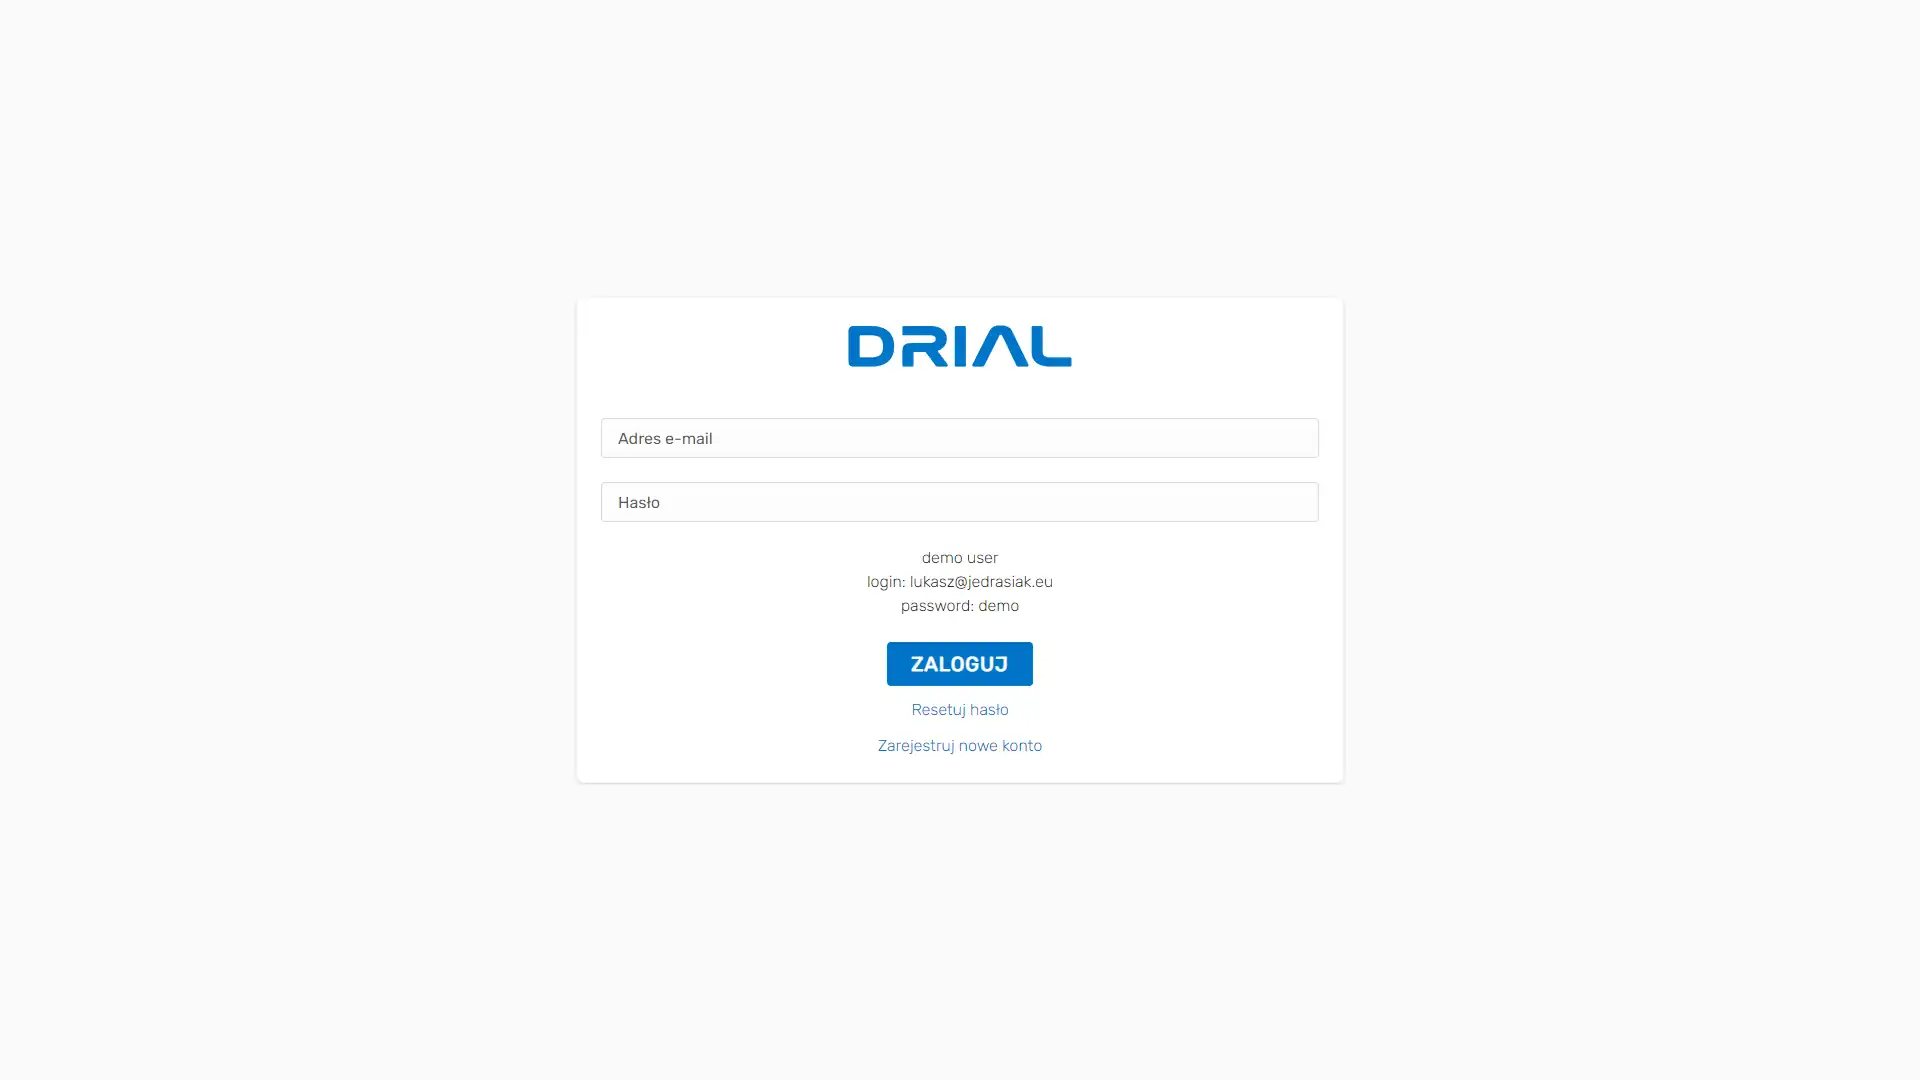 DRIAL
Adres e-mail
Hasło
demo user
login: lukasz@jedrasiak.eu
password: demo
ZALOGUJ
Resetuj hasło
Zarejestruj nowe konto